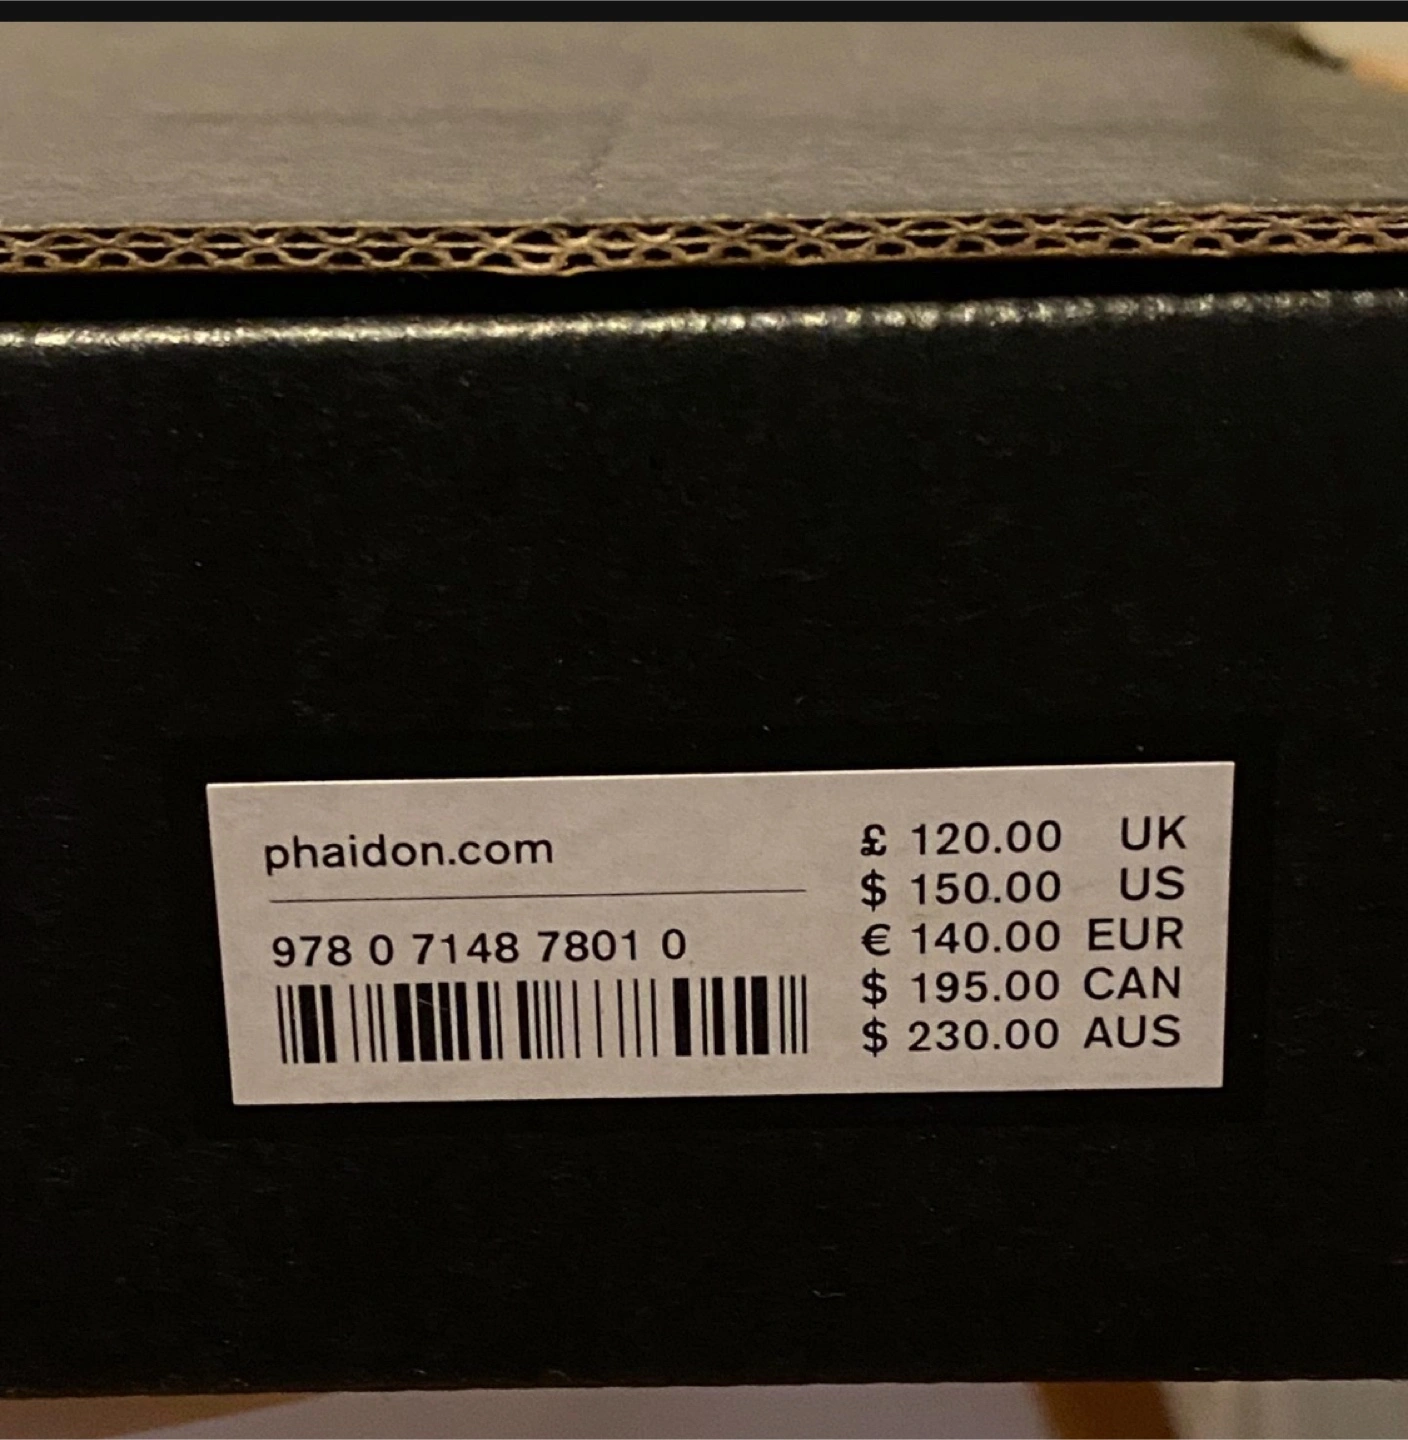 phaidon.com
978 0 7148 7801 0
£ 120.00 UK
$ 150.00 US
€ 140.00 EUR
$ 195.00 CAN
$ 230.00 AUS